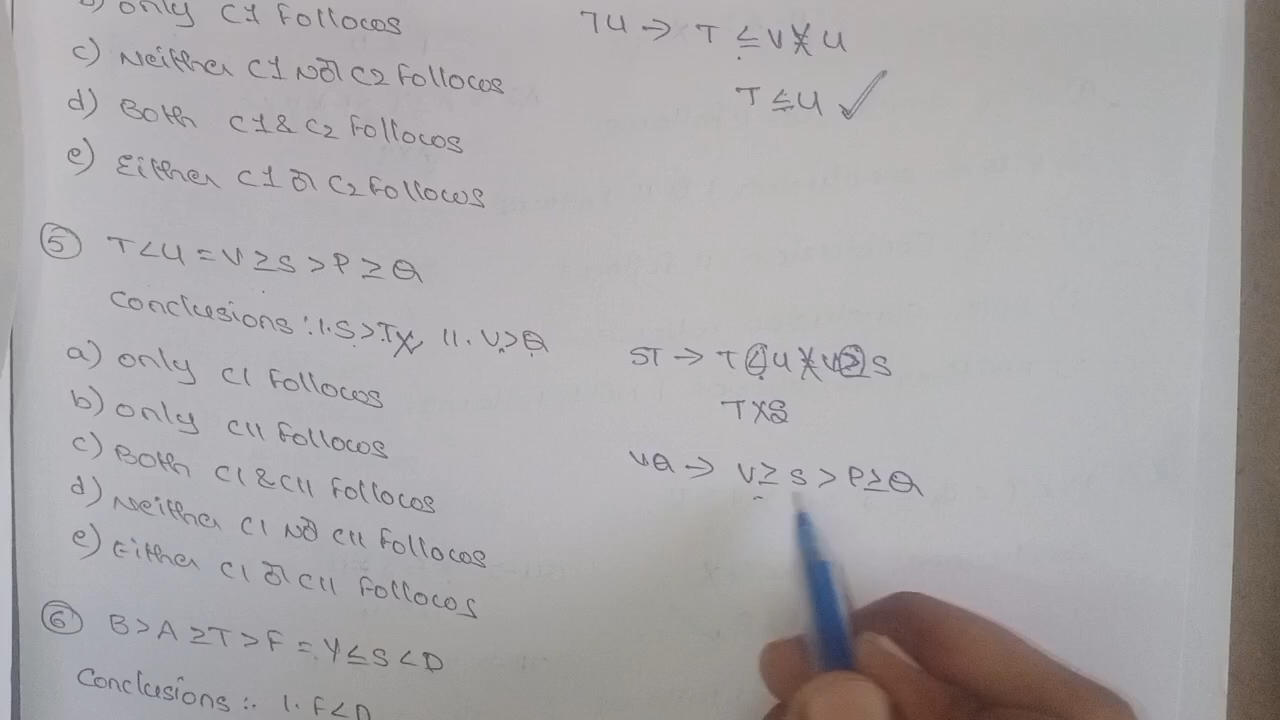 b) only C1 Follows
c) Neither C1 Nor C2 Follows
d) Both C1 & C2 Follows
e) Either C1 or C2 Follows
TU → T ≤ V X U
T ≤ U ✓
⑤ T < U = V ≥ S > P ≥ Q
Conclusions : I. S > T X, II. V > Q
a) only CI Follows
b) only CII Follows
c) Both CI & CII Follows
d) Neither CI Nor CII Follows
e) Either CI or CII Follows
ST → T < U X V ≥ S
T X S
VQ → V ≥ S > P ≥ Q
⑥ B > A ≥ T > F = Y ≤ S < D
Conclusions :- I. F < D